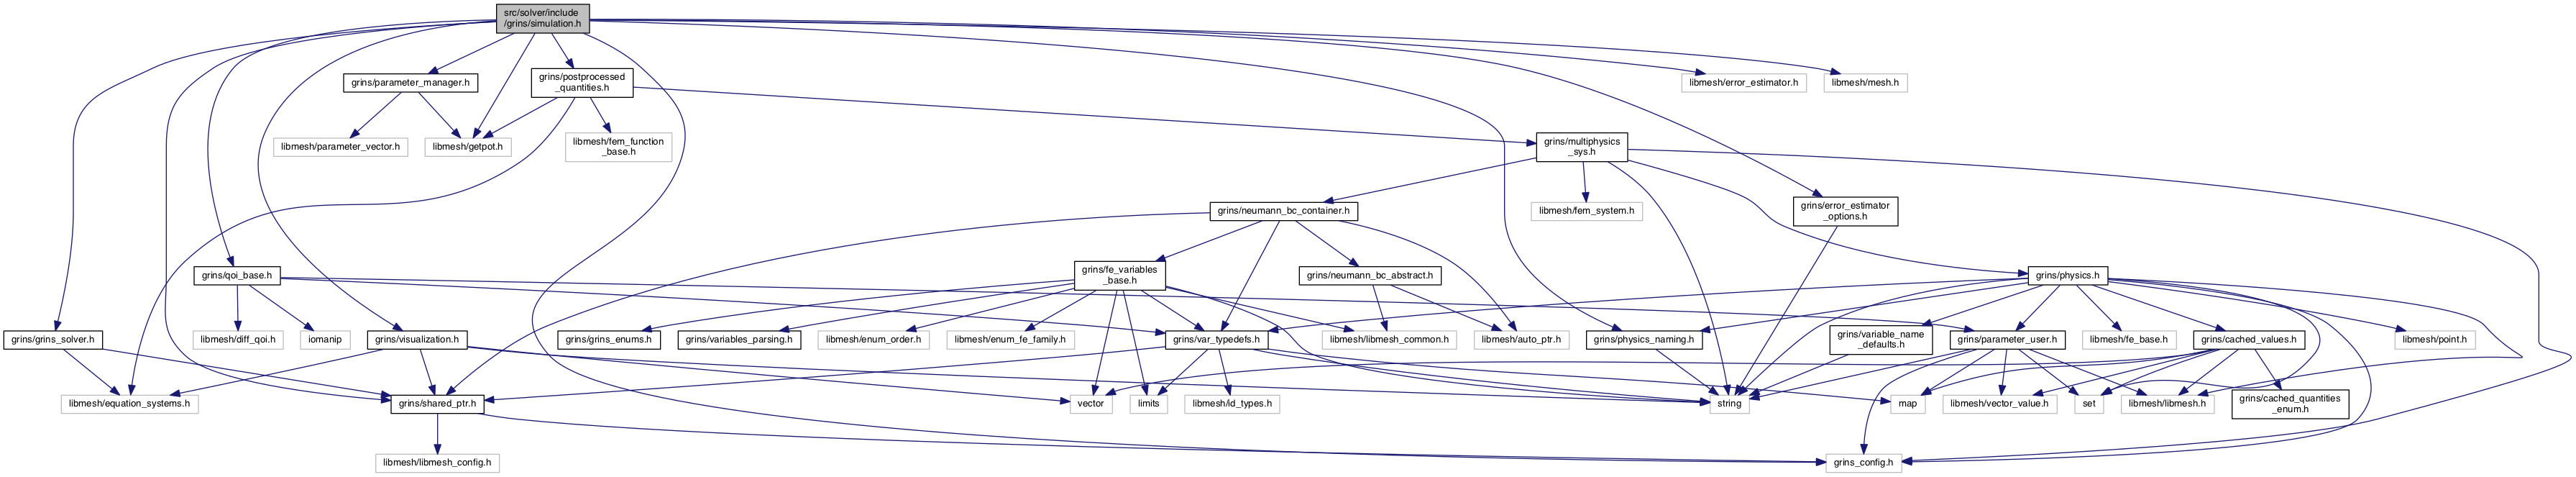 src/solver/include
/grins/simulation.h
grins/parameter_manager.h
grins/postprocessed
_quantities.h
libmesh/error_estimator.h
libmesh/mesh.h
libmesh/parameter_vector.h
libmesh/getpot.h
libmesh/fem_function
_base.h
grins/multiphysics
_sys.h
grins/neumann_bc_container.h
libmesh/fem_system.h
grins/error_estimator
_options.h
grins/qoi_base.h
grins/fe_variables
_base.h
grins/neumann_bc_abstract.h
grins/physics.h
grins/grins_solver.h
libmesh/diff_qoi.h
iomanip
grins/visualization.h
grins/grins_enums.h
grins/variables_parsing.h
libmesh/enum_order.h
libmesh/enum_fe_family.h
grins/var_typedefs.h
libmesh/libmesh_common.h
libmesh/auto_ptr.h
grins/physics_naming.h
grins/variable_name
_defaults.h
grins/parameter_user.h
libmesh/fe_base.h
grins/cached_values.h
libmesh/point.h
libmesh/equation_systems.h
grins/shared_ptr.h
vector
limits
libmesh/id_types.h
string
map
libmesh/vector_value.h
set
libmesh/libmesh.h
grins/cached_quantities
_enum.h
libmesh/libmesh_config.h
grins_config.h